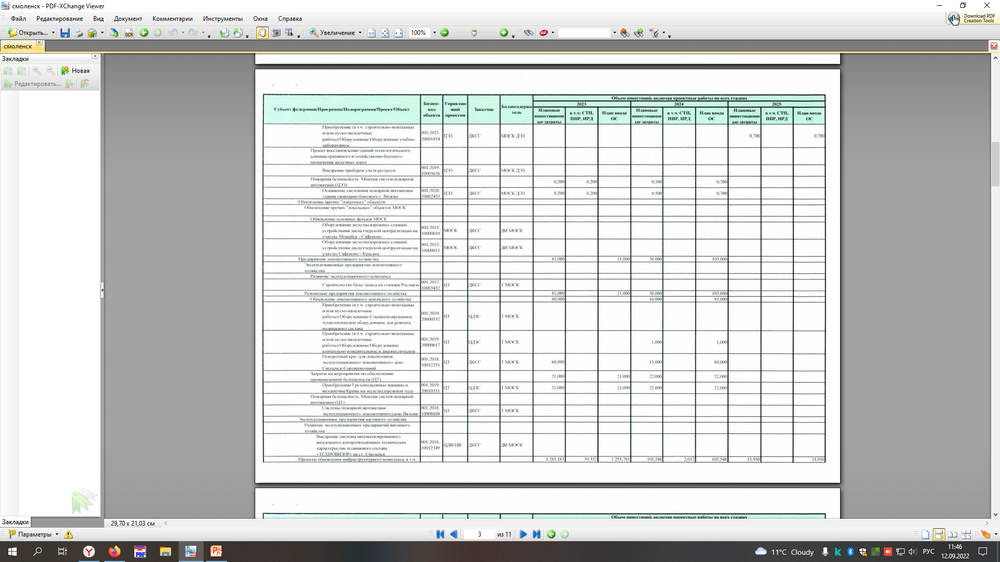 смоленск - PDF-XChange Viewer
Файл Редактирование Вид Документ Комментарии Инструменты Окна Справка
Download PDF
Creation Tools
Открыть... OCR Увеличение 100%
смоленск
Закладки
Новая
Редактировать...
Субъект федерации/Программа/Подпрограмма/Проект/Объект
Бизнес-
код
объекта
Управляю
щий
проектом
Заказчик
Балансодержа
тель
Объем инвестиций, включая проектные работы на всех стадиях
2023 2024 2025
Плановые
инвестиционн
ые затраты
в т.ч. СТП,
ПИР, ИРД
План ввода
ОС
Плановые
инвестиционн
ые затраты
в т.ч. СТП,
ПИР, ИРД
План ввода
ОС
Плановые
инвестиционн
ые затраты
в т.ч. СТП,
ПИР, ИРД
План ввода
ОС
Приобретение (в т.ч. строительно-монтажные
и/или пуско-наладочные
работы)/Оборудование/Оборудование учебно-
лабораторное
001.2021.
20001854
ЦЭЗ ДКСС МОСК ДЭЗ 0,700 0,700
Проект восстановления зданий технологического,
административного и хозяйственно-бытового
назначения железных дорог
Внедрение приборов учета ресурсов
001.2019.
10003626
ЦЭЗ ДКСС МОСК ДЭЗ
Пожарная безопасность. Монтаж систем пожарной
автоматики (ЦЭЗ)
0,200 0,200 0,500 0,700
Оснащение системами пожарной автоматики
здания санитарно-бытового г. Вязьма
001.2020.
10002453
ЦЭЗ ДКСС МОСК ДЭЗ 0,200 0,200 0,500 0,700
Обновление прочих "локальных" объектов
Обновление прочих "локальных" объектов МОСК
Обновление основных фондов МОСК
Оборудование железнодорожных станций
устройствами диспетчерской централизации на
участке Можайск - Сафоново
001.2015.
10000010
МОСК ДКСС ДИ МОСК
Оборудование железнодорожных станций
устройствами диспетчерской централизации на
участке Сафоново - Красное
001.2015.
10000011
МОСК ДКСС ДИ МОСК
Предприятия локомотивного хозяйства 81,000 21,000 38,000 103,000
Эксплуатационные предприятия локомотивного
хозяйства
Развитие эксплуатационного комплекса
Строительство базы запаса на станции Рославль
001.2017.
10003452
ЦТ ДКСС Т МОСК
Ремонтные предприятия локомотивного хозяйства 81,000 21,000 38,000 103,000
Обновление локомотивного деповского хозяйства 60,000 16,000 81,000
Приобретение (в т.ч. строительно-монтажные
и/или пуско-наладочные
работы)/Оборудование/Специализированное
технологическое оборудование для ремонта
подвижного состава
001.2019.
20000532
ЦТ ЦДЗС Т МОСК
Приобретение (в т.ч. строительно-монтажные
и/или пуско-наладочные
работы)/Оборудование/Оборудование
контрольно-измерительное и диагностическое
001.2019.
20000617
ЦТ ЦДЗС Т МОСК 1,000 1,000
Поворотный круг для локомотивов
эксплуатационного локомотивного депо
Смоленск-Сортировочный
001.2018.
10012251
ЦТ ДКСС Т МОСК 60,000 15,000 80,000
Затраты на мероприятия по обеспечению
промышленной безопасности (ЦТ)
21,000 21,000 22,000 22,000
Приобретение/Грузоподъемные машины и
механизмы/Краны на железнодорожном ходу
001.2019.
20010151
ЦТ ЦДЗС Т МОСК 21,000 21,000 22,000 22,000
Пожарная безопасность. Монтаж систем пожарной
автоматики (ЦТ)
Системы пожарной автоматики
эксплуатационного локомотивногодепо Вязьма-
001.2018.
10008604
ЦТ ДКСС Т МОСК
Эксплуатационные предприятия вагонного хозяйства
Развитие эксплуатационных предприятий вагонного
хозяйства
Внедрение системы автоматизированного
визуального контроляосновных технических
характеристик подвижного состава
«ТЕХНОВИЗОР» на ст. Смоленск
001.2018.
10012349
ЦДИ-ЦВ ДКСС ДИ МОСК
Проекты обновления инфраструктурного комплекса, в т.ч.: 1 285,183 39,352 1 255,785 105,548 2,012 105,548 15,950 15,950
Объем инвестиций, включая проектные работы на всех стадиях
Закладки
29,70 x 21,03 см
Параметры
3 из 11
11°C Cloudy
РУС
11:46
12.09.2022